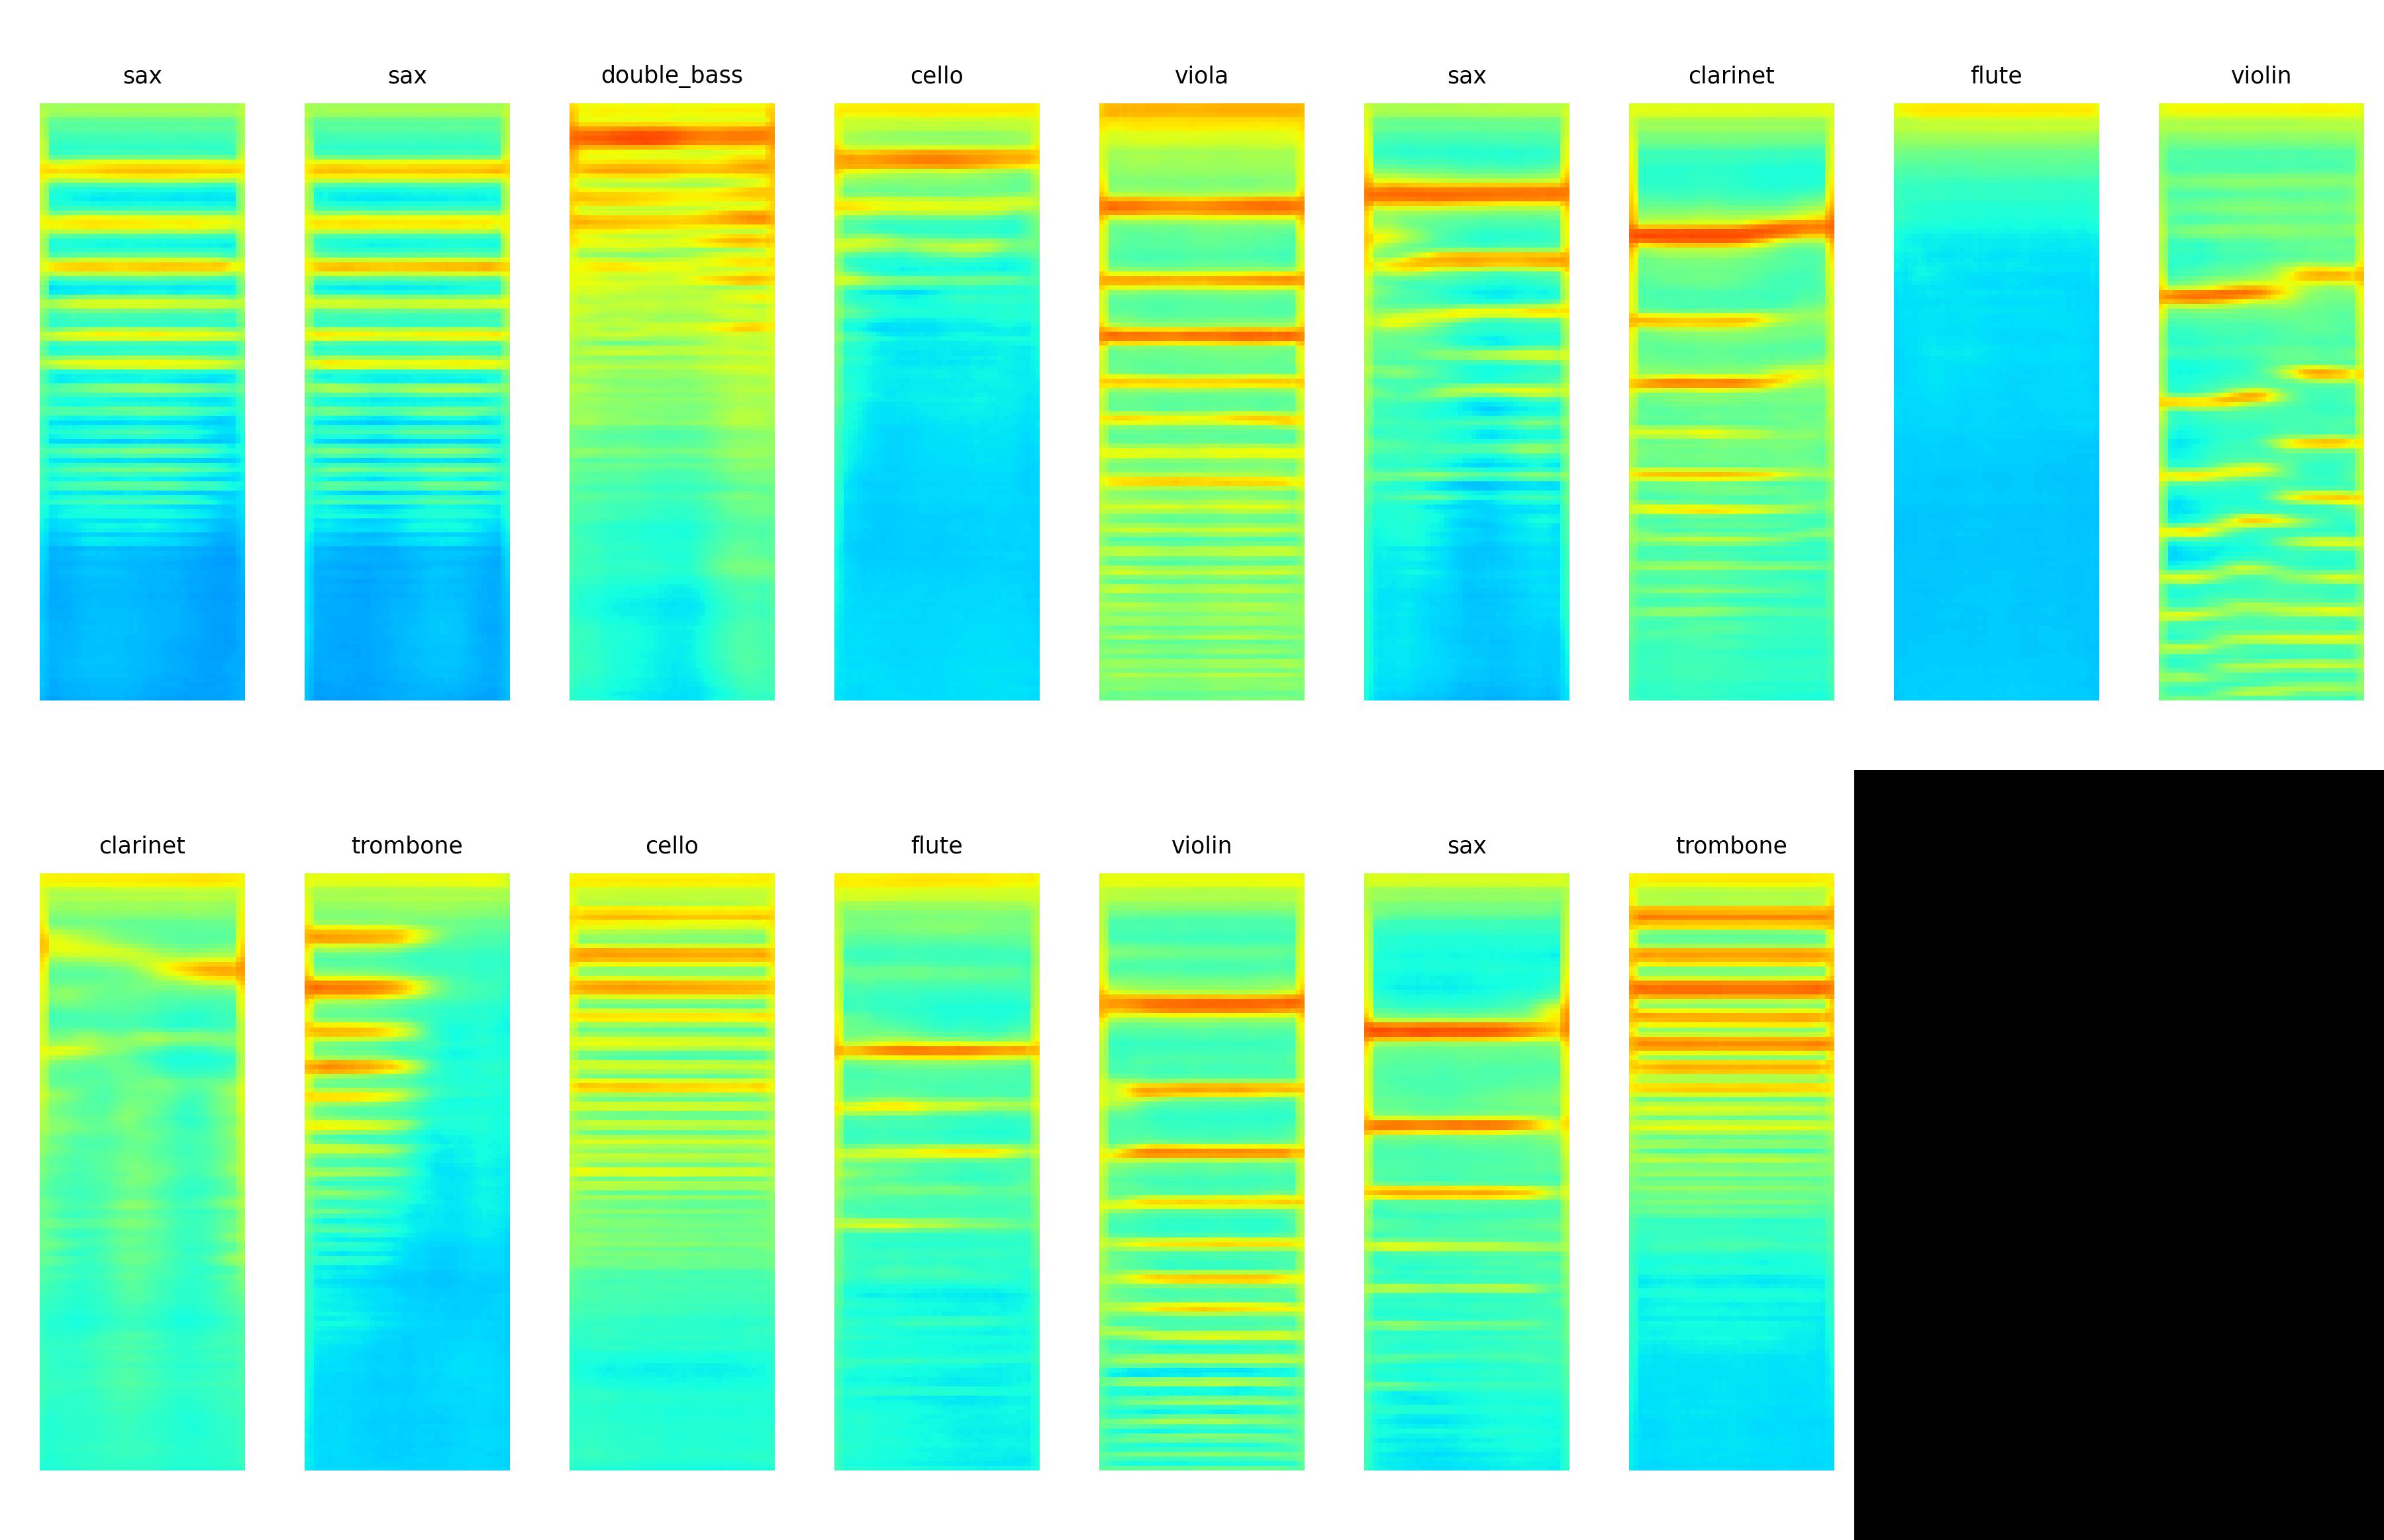 sax sax double_bass cello viola sax clarinet flute violin
clarinet trombone cello flute violin sax trombone